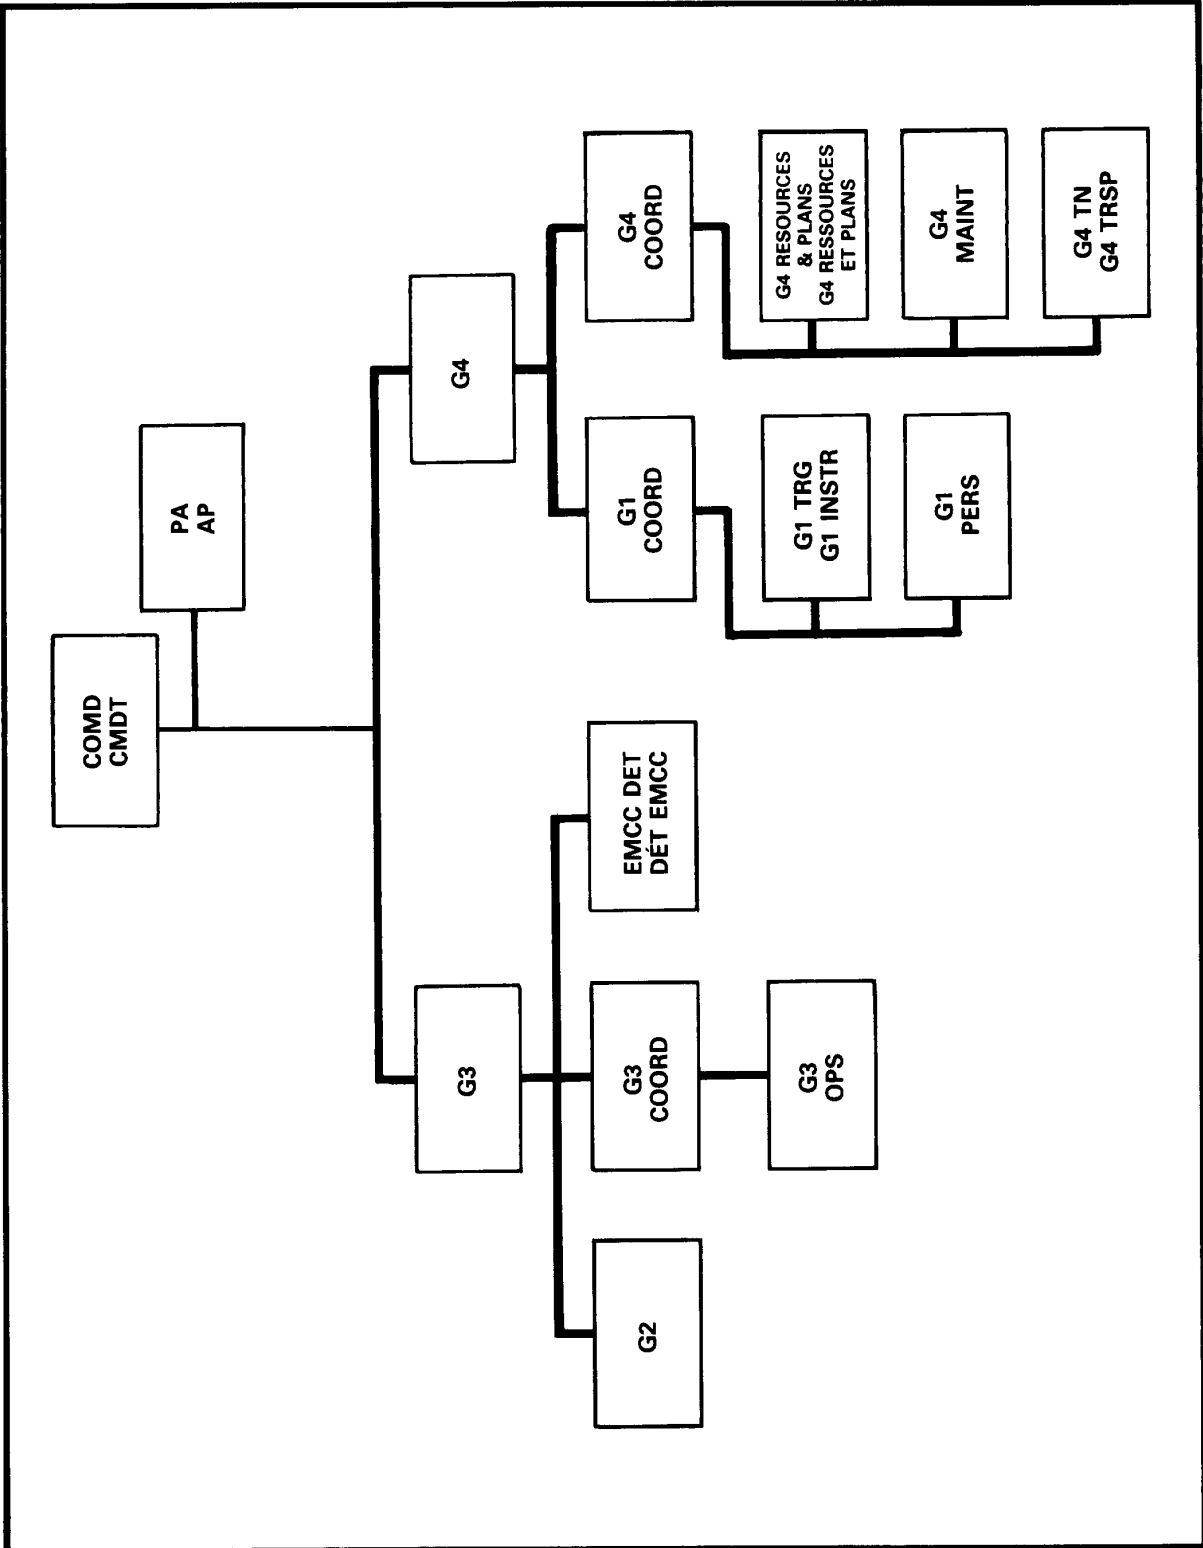 COMD
CMDT
PA
AP
G3
G4
G2
G3
COORD
EMCC DET
DÉT EMCC
G1
COORD
G4
COORD
G3
OPS
G1 TRG
G1 INSTR
G1
PERS
G4 RESOURCES
& PLANS
G4 RESSOURCES
ET PLANS
G4
MAINT
G4 TN
G4 TRSP